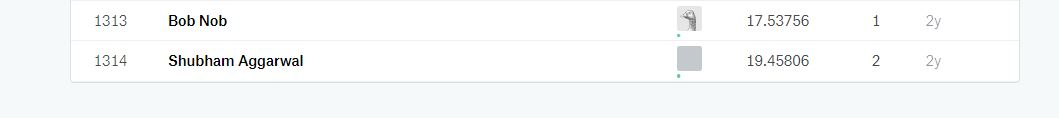 1313 Bob Nob 17.53756 1 2y
1314 Shubham Aggarwal 19.45806 2 2y